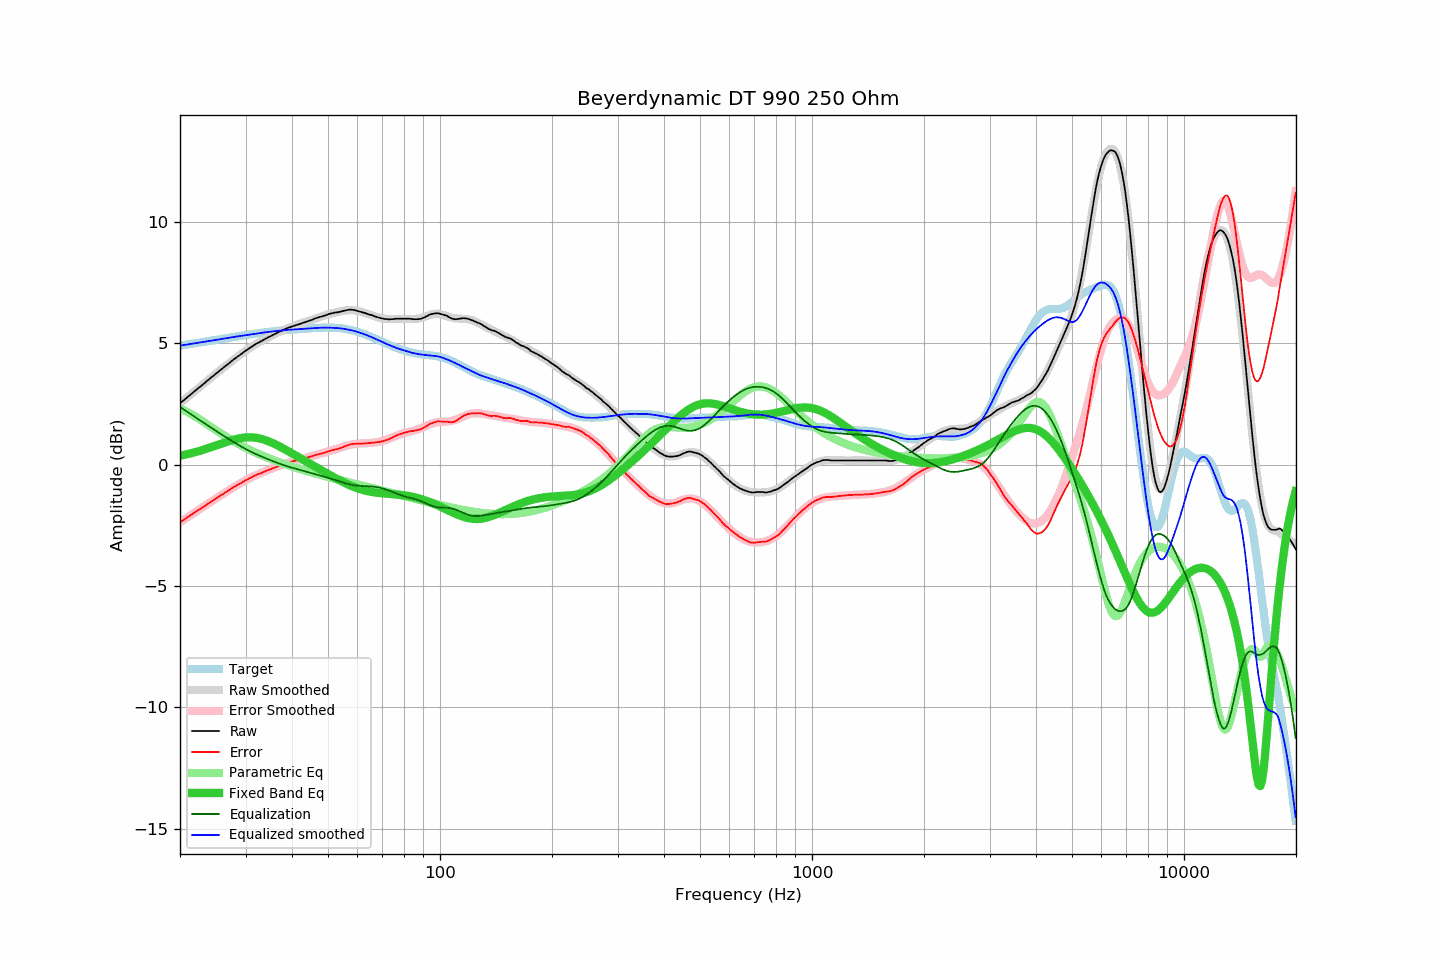 Beyerdynamic DT 990 250 Ohm
Amplitude (dBr)
10
5
0
−5
−10
−15
Target
Raw Smoothed
Error Smoothed
Raw
Error
Parametric Eq
Fixed Band Eq
Equalization
Equalized smoothed
100
1000
10000
Frequency (Hz)